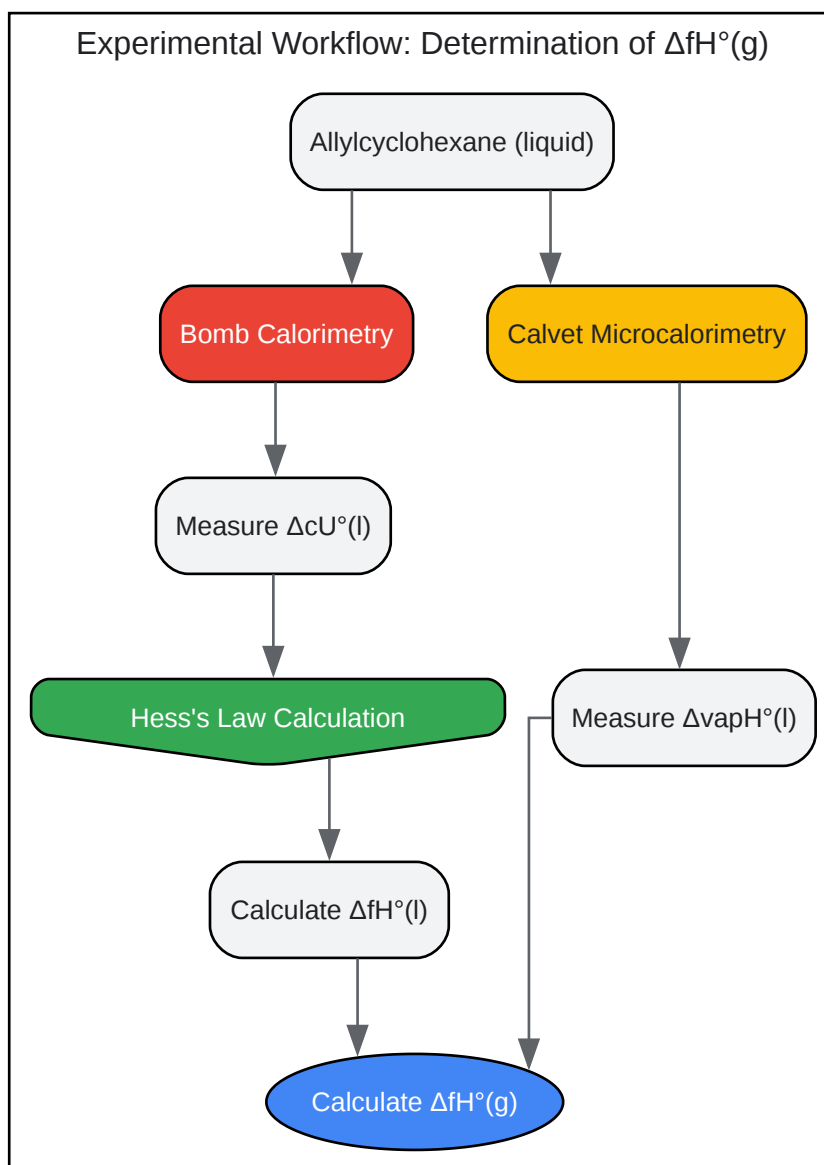 Experimental Workflow: Determination of ΔfH°(g)
Allylcyclohexane (liquid)
Bomb Calorimetry
Calvet Microcalorimetry
Measure ΔcU°(l)
Hess's Law Calculation
Measure ΔvapH°(l)
Calculate ΔfH°(l)
Calculate ΔfH°(g)